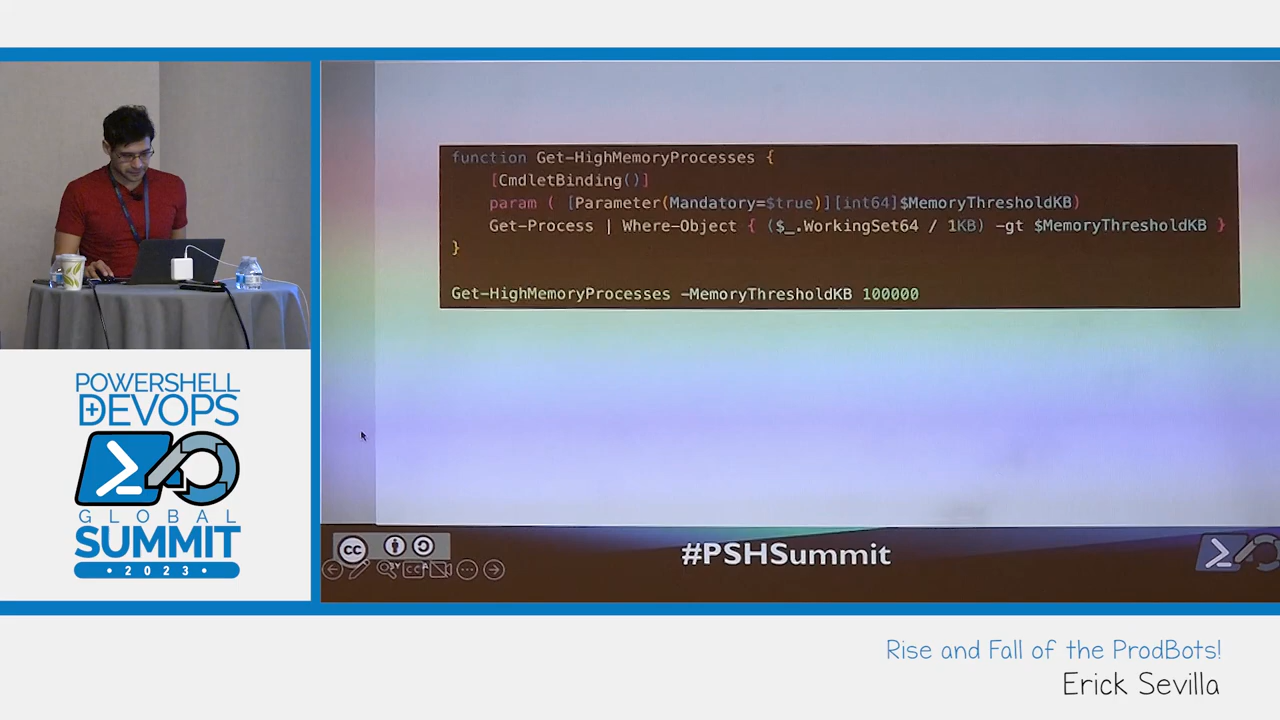 function Get-HighMemoryProcesses {
[CmdletBinding()]
param ( [Parameter(Mandatory=$true)][int64]$MemoryThresholdKB)
Get-Process | Where-Object { ($_.WorkingSet64 / 1KB) -gt $MemoryThresholdKB }
}
Get-HighMemoryProcesses -MemoryThresholdKB 100000
POWERSHELL
+DEVOPS
GLOBAL
SUMMIT
• 2023 •
cc
#PSHSummit
Rise and Fall of the ProdBots!
Erick Sevilla